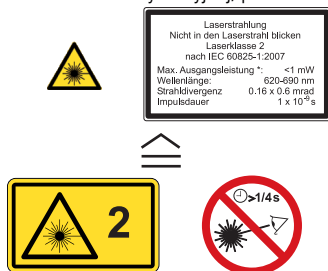 Laserstrahlung
Nicht in den Laserstrahl blicken
Laserklasse 2
nach IEC 60825-1:2007
Max. Ausgangsleistung *: <1 mW
Wellenlänge: 620-690 nm
Strahldivergenz 0.16 x 0.6 mrad
Impulsdauer 1 x 10⁻⁹ s
2
>1/4s